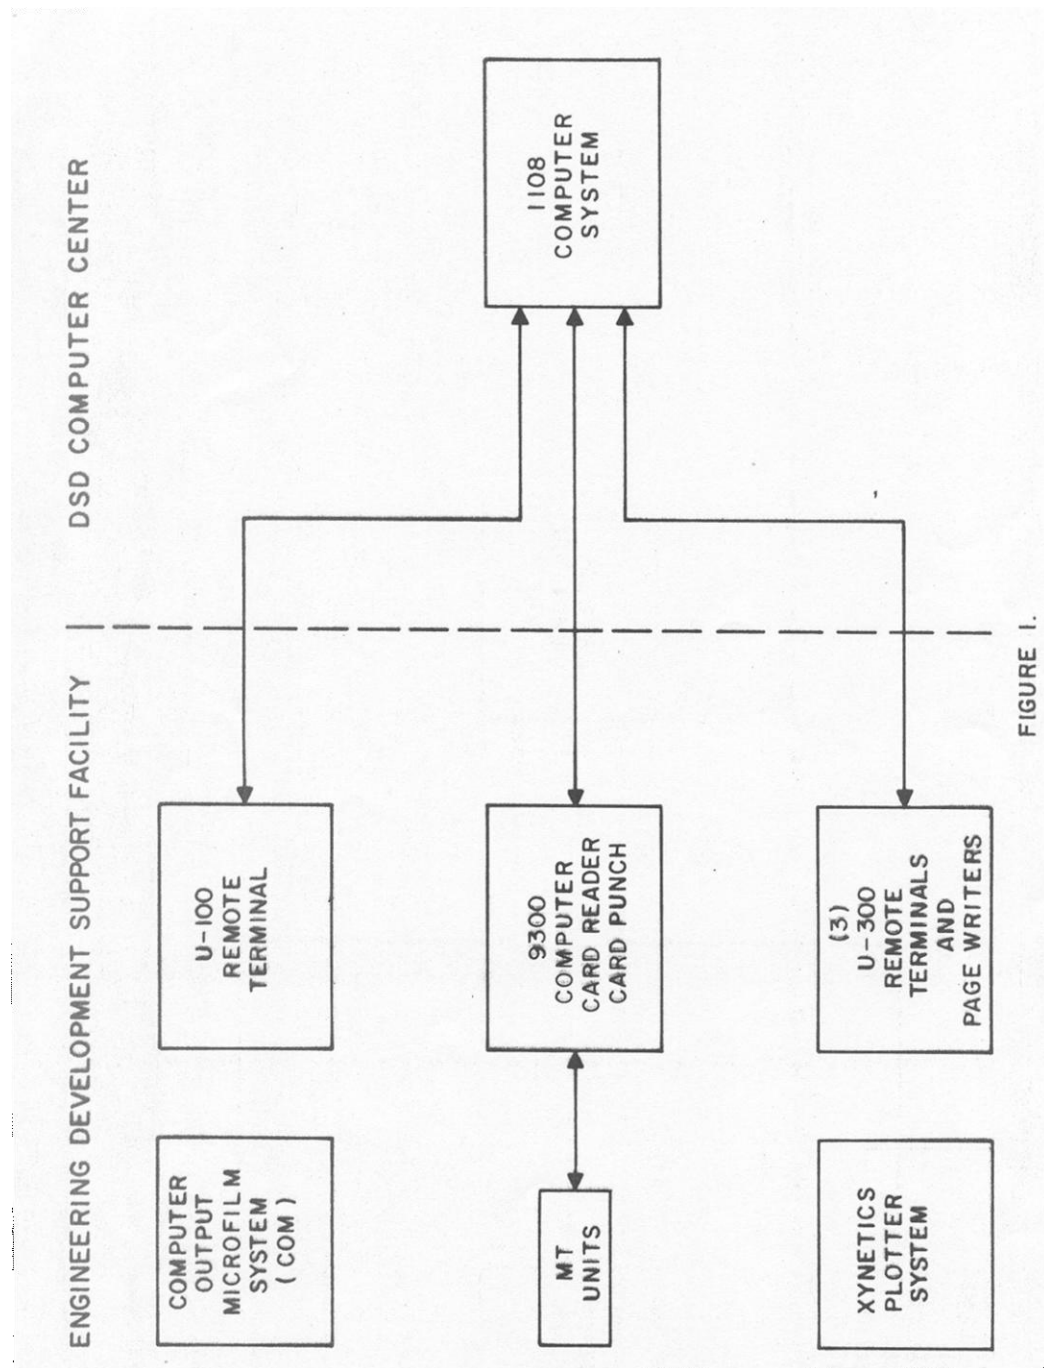 ENGINEERING DEVELOPMENT SUPPORT FACILITY
DSD COMPUTER CENTER
COMPUTER
OUTPUT
MICROFILM
SYSTEM
(COM)
U-100
REMOTE
TERMINAL
MT
UNITS
9300
COMPUTER
CARD READER
CARD PUNCH
1108
COMPUTER
SYSTEM
XYNETICS
PLOTTER
SYSTEM
(3)
U-300
REMOTE
TERMINALS
AND
PAGE WRITERS
FIGURE 1.